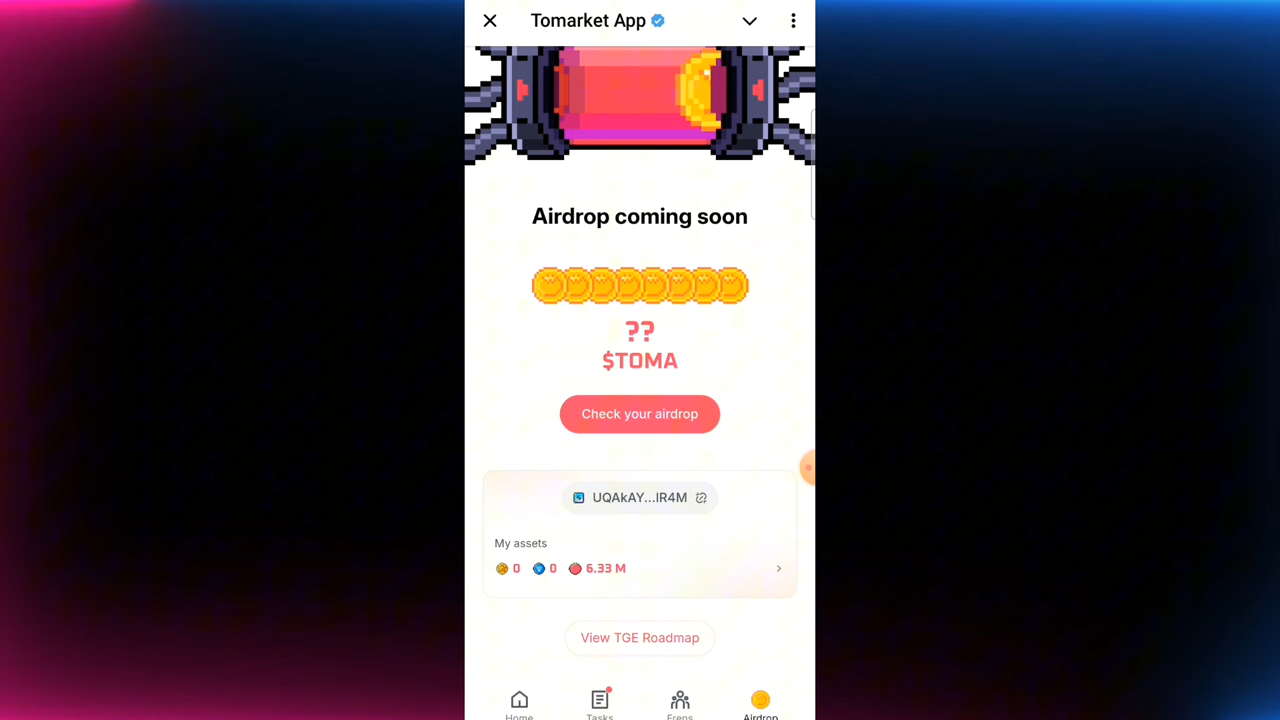 Tomarket App
Airdrop coming soon
??
$TOMA
Check your airdrop
UQAkAY...IR4M
My assets
0 0 6.33 M
View TGE Roadmap
Home Tasks Frens Airdrop